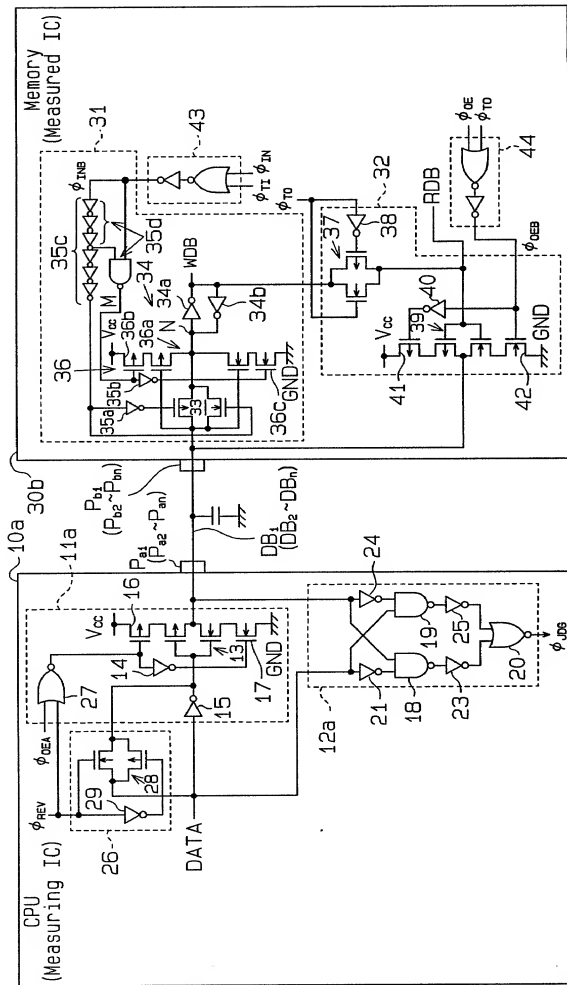 CPU
(Measuring IC)
10a
30b
Memory
(Measured IC)
11a
31
φOEA
φREV
27
29
28
26
14
16
VCC
15
13
17
GND
DATA
Pa1
(Pa2~Pan)
Pb1
(Pb2~Pbn)
DB1
(DB2~DBn)
12a
21
24
18
19
23
25
20
φJDG
35c
φINB
35d
M
36
VCC
36b
35b
35a
36a
34
34a
N
34b
33
36c
GND
WDB
43
φTI
φIN
φTO
32
37
38
RDB
VCC
39
40
41
42
GND
φOEB
44
φOE
φTO